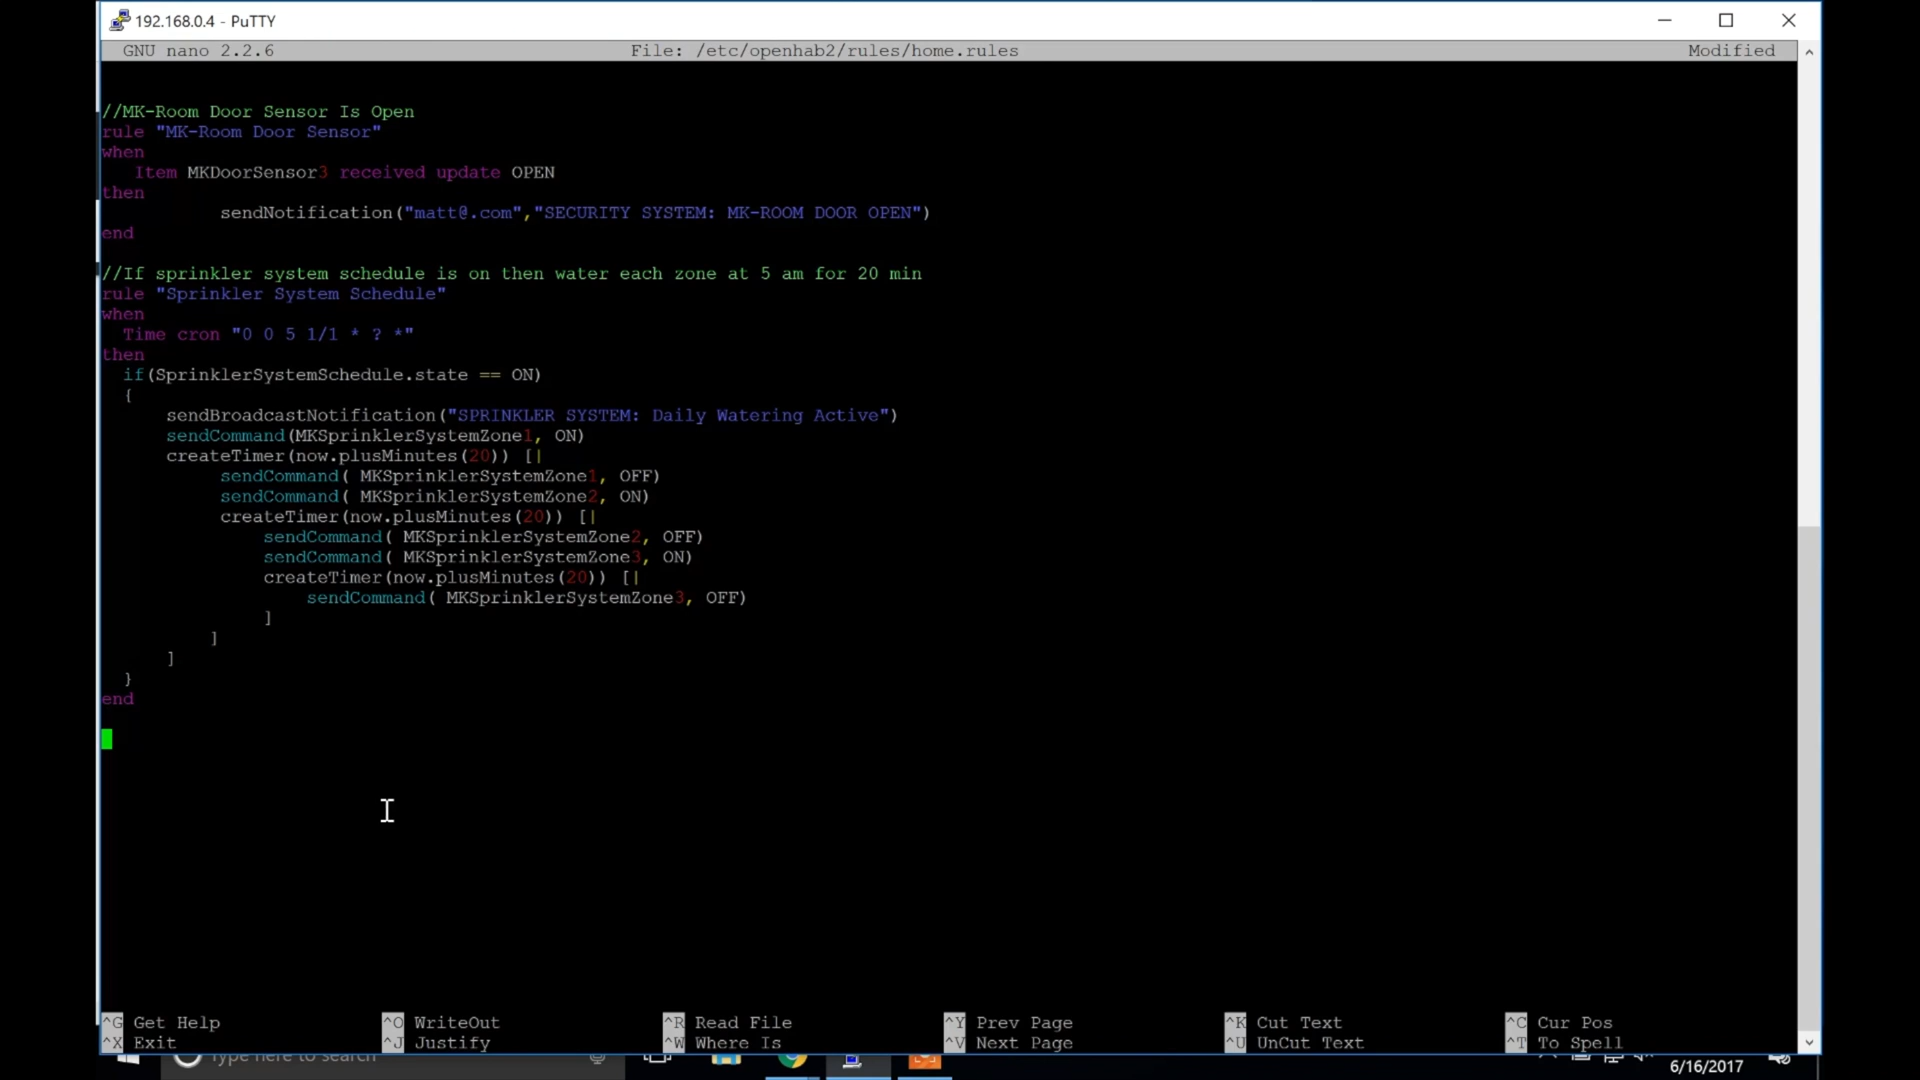 192.168.0.4 - PuTTY
GNU nano 2.2.6 File: /etc/openhab2/rules/home.rules Modified
//MK-Room Door Sensor Is Open
rule "MK-Room Door Sensor"
when
Item MKDoorSensor3 received update OPEN
then
sendNotification("matt@.com","SECURITY SYSTEM: MK-ROOM DOOR OPEN")
end
//If sprinkler system schedule is on then water each zone at 5 am for 20 min
rule "Sprinkler System Schedule"
when
Time cron "0 0 5 1/1 * ? *"
then
if(SprinklerSystemSchedule.state == ON)
{
sendBroadcastNotification("SPRINKLER SYSTEM: Daily Watering Active")
sendCommand(MKSprinklerSystemZone1, ON)
createTimer(now.plusMinutes(20)) [|
sendCommand( MKSprinklerSystemZone1, OFF)
sendCommand( MKSprinklerSystemZone2, ON)
createTimer(now.plusMinutes(20)) [|
sendCommand( MKSprinklerSystemZone2, OFF)
sendCommand( MKSprinklerSystemZone3, ON)
createTimer(now.plusMinutes(20)) [|
sendCommand( MKSprinklerSystemZone3, OFF)
]
]
]
}
end
^G Get Help ^O WriteOut ^R Read File ^Y Prev Page ^K Cut Text ^C Cur Pos
^X Exit ^J Justify ^W Where Is ^V Next Page ^U UnCut Text ^T To Spell
Type here to search
6/16/2017